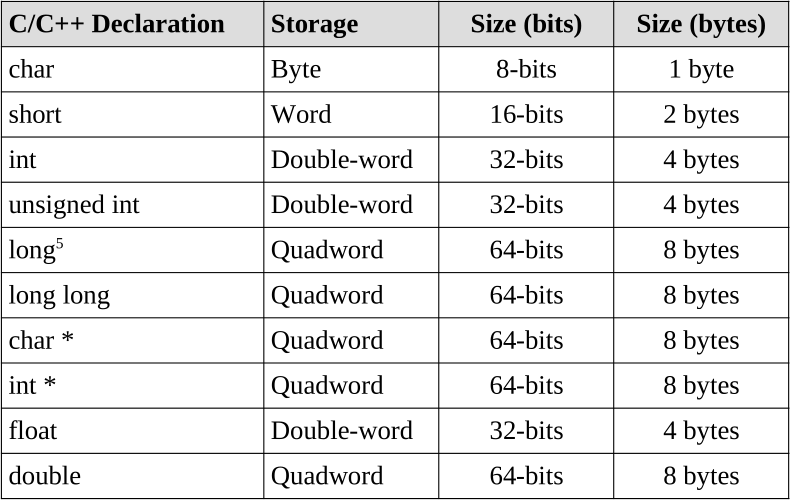 C/C++ Declaration Storage Size (bits) Size (bytes)
char Byte 8-bits 1 byte
short Word 16-bits 2 bytes
int Double-word 32-bits 4 bytes
unsigned int Double-word 32-bits 4 bytes
long⁵ Quadword 64-bits 8 bytes
long long Quadword 64-bits 8 bytes
char * Quadword 64-bits 8 bytes
int * Quadword 64-bits 8 bytes
float Double-word 32-bits 4 bytes
double Quadword 64-bits 8 bytes